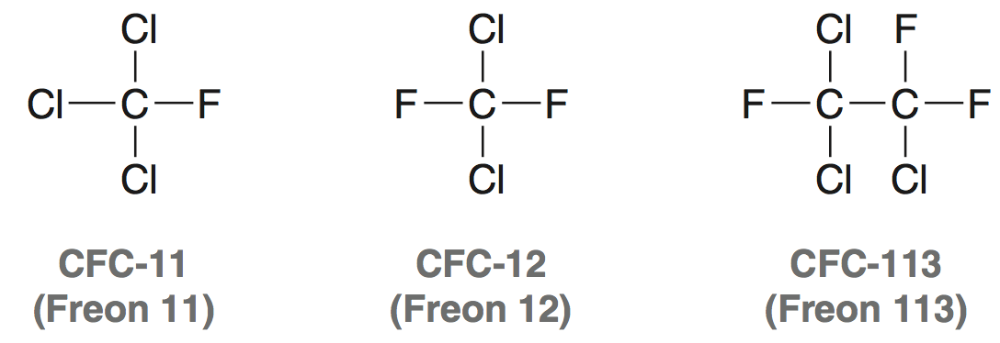 Cl Cl Cl F
Cl C F F C F F C C F
Cl Cl Cl Cl
CFC-11 CFC-12 CFC-113
(Freon 11) (Freon 12) (Freon 113)